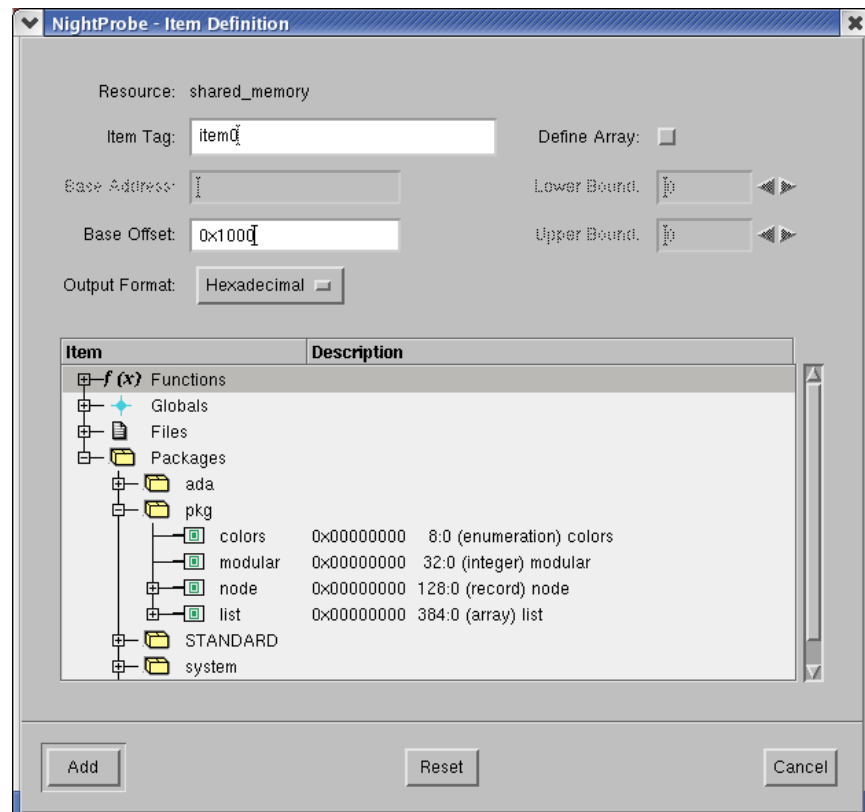 NightProbe - Item Definition
Resource: shared_memory
Item Tag: item0 Define Array:
Base Address: Lower Bound: 0
Base Offset: 0x1000 Upper Bound: 0
Output Format: Hexadecimal
Item Description
f (x) Functions
Globals
Files
Packages
ada
pkg
colors 0x00000000 8:0 (enumeration) colors
modular 0x00000000 32:0 (integer) modular
node 0x00000000 128:0 (record) node
list 0x00000000 384:0 (array) list
STANDARD
system
Add Reset Cancel